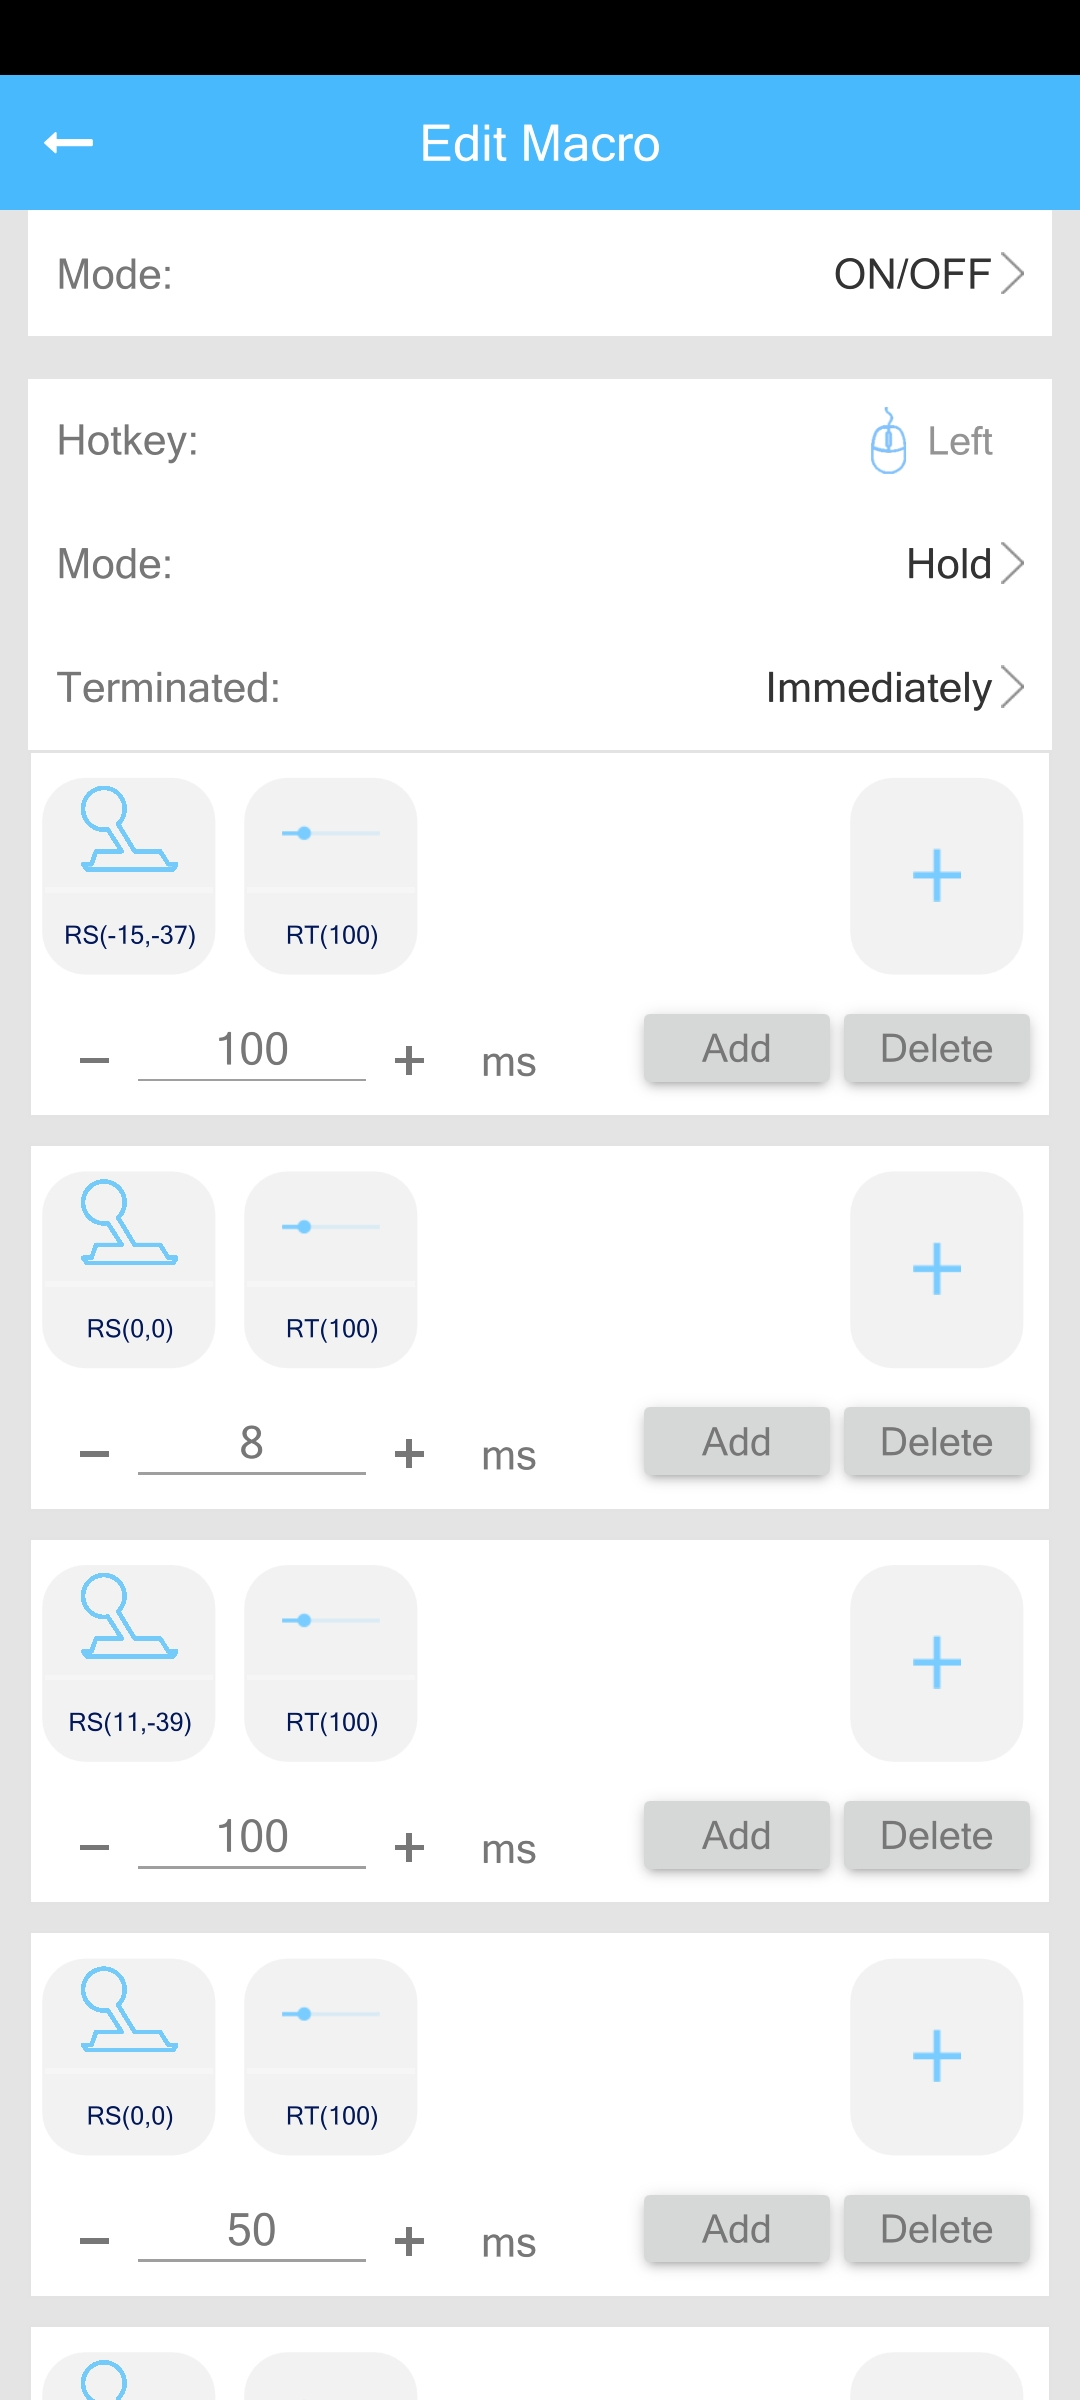 Edit Macro
Mode: ON/OFF
Hotkey: Left
Mode: Hold
Terminated: Immediately
RS(-15,-37) RT(100)
100 ms Add Delete
RS(0,0) RT(100)
8 ms Add Delete
RS(11,-39) RT(100)
100 ms Add Delete
RS(0,0) RT(100)
50 ms Add Delete